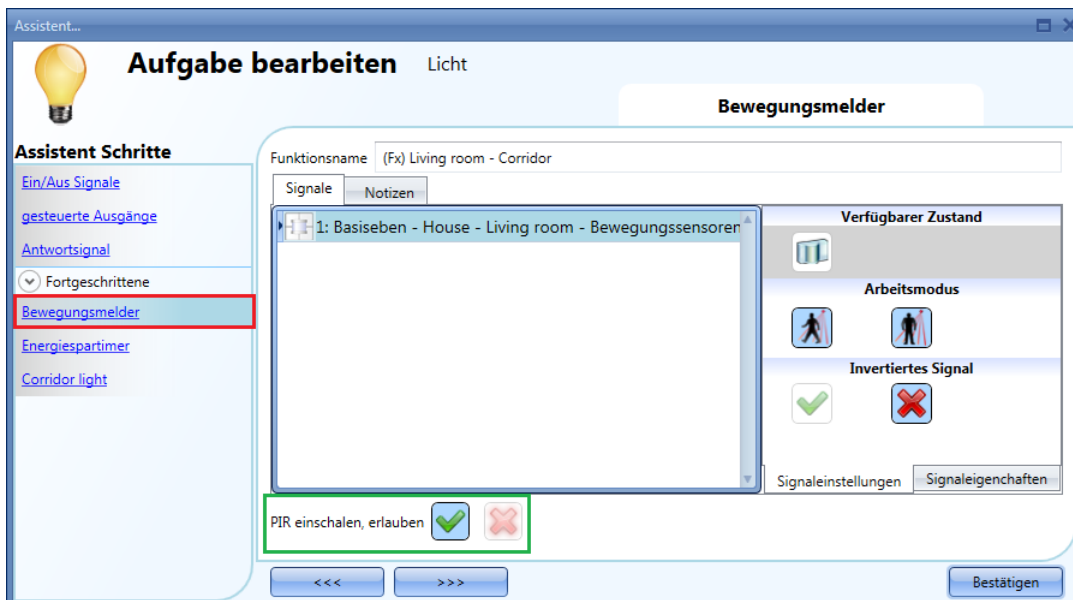 Assistent...
Aufgabe bearbeiten Licht
Bewegungsmelder
Assistent Schritte
Ein/Aus Signale
gesteuerte Ausgänge
Antwortsignal
Fortgeschrittene
Bewegungsmelder
Energiespartimer
Corridor light
Funktionsname (Fx) Living room - Corridor
Signale Notizen
1: Basiseben - House - Living room - Bewegungssensoren
Verfügbarer Zustand
Arbeitsmodus
Invertiertes Signal
Signaleinstellungen Signaleigenchaften
PIR einschalen, erlauben
<<< >>> Bestätigen